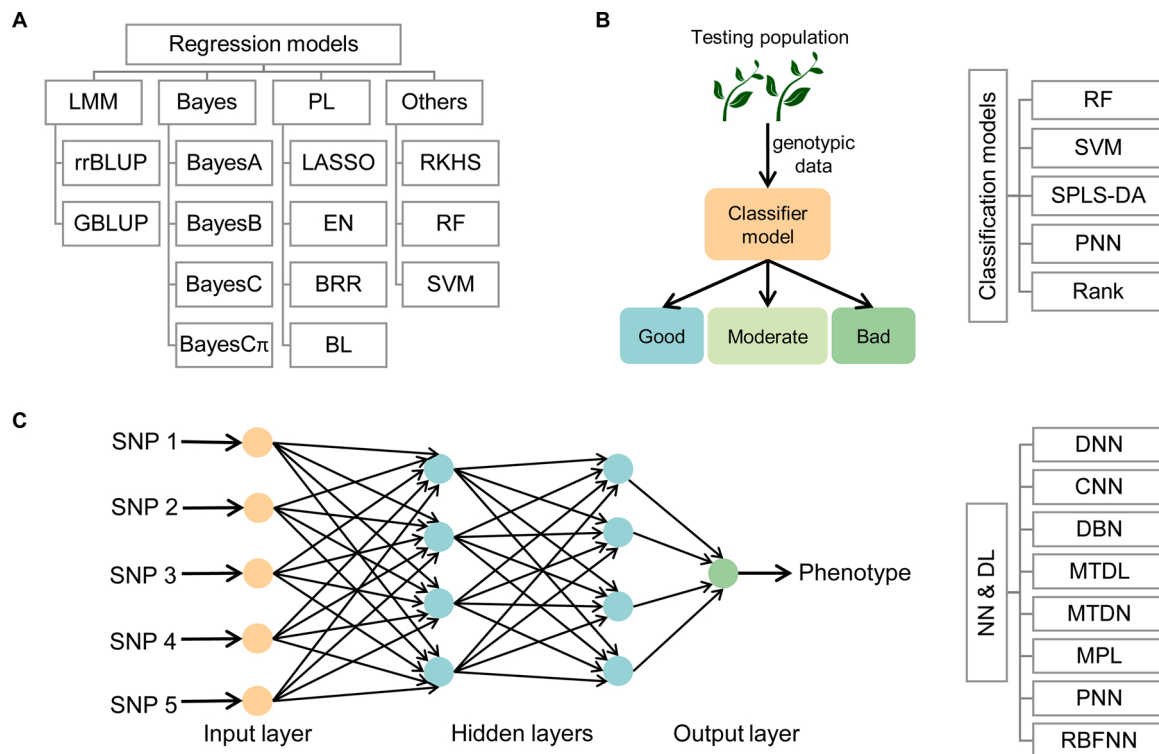 A
Regression models
LMM
Bayes
PL
Others
rrBLUP
BayesA
LASSO
RKHS
GBLUP
BayesB
EN
RF
BayesC
BRR
SVM
BayesCπ
BL
B
Testing population
genotypic
data
Classifier
model
Good
Moderate
Bad
Classification models
RF
SVM
SPLS-DA
PNN
Rank
C
SNP 1
SNP 2
SNP 3
SNP 4
SNP 5
Phenotype
Input layer
Hidden layers
Output layer
NN & DL
DNN
CNN
DBN
MTDL
MTDN
MPL
PNN
RBFNN